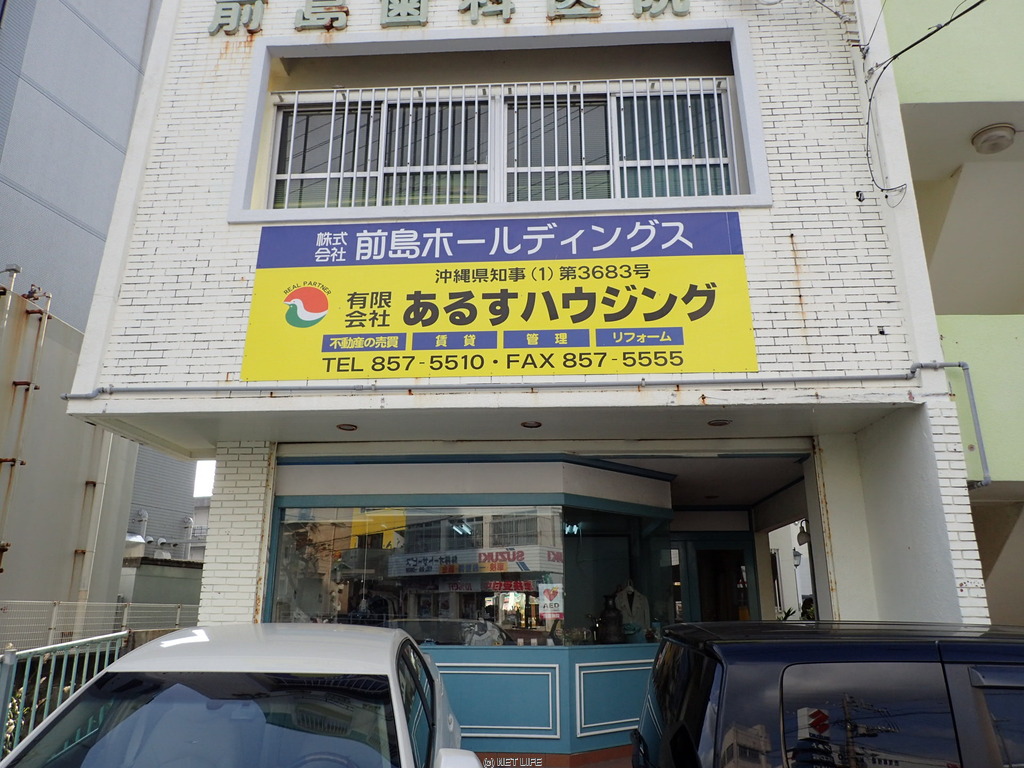 前島歯科医院
株式会社 前島ホールディングス
沖縄県知事(1)第3683号
REAL PARTNER
有限会社 あるすハウジング
不動産の売買 賃貸 管理 リフォーム
TEL 857-5510・FAX 857-5555
SUZUKI
AED
(c) NET LIFE